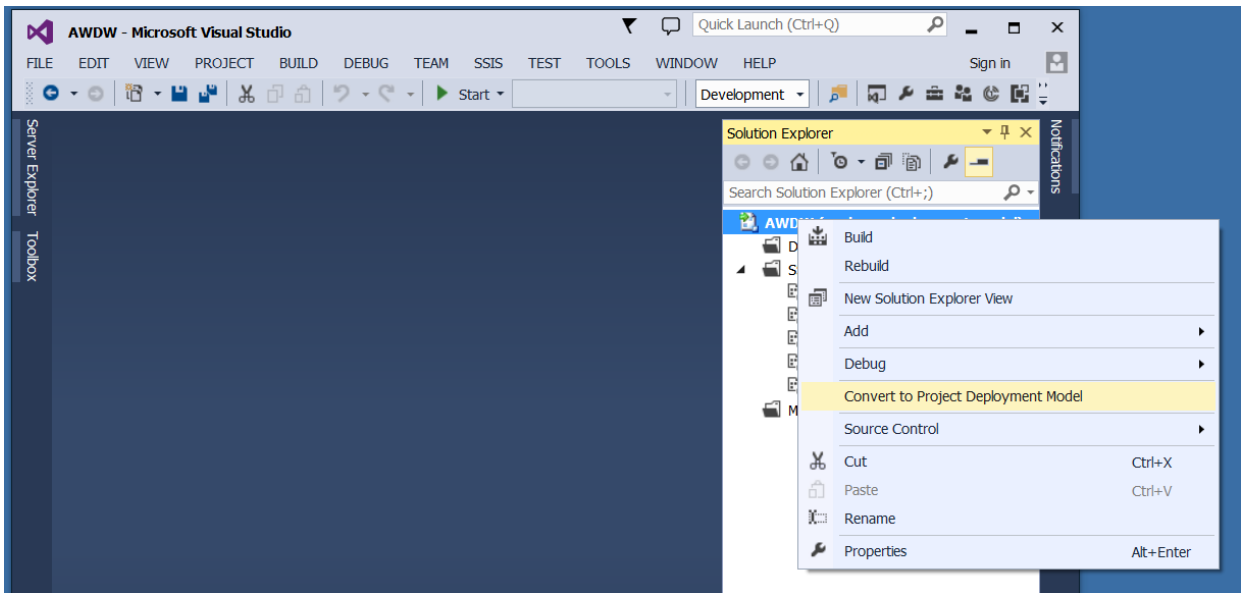 AWDW - Microsoft Visual Studio
Quick Launch (Ctrl+Q)
FILE EDIT VIEW PROJECT BUILD DEBUG TEAM SSIS TEST TOOLS WINDOW HELP Sign in
Start Development
Server Explorer
Toolbox
Solution Explorer
Notifications
Search Solution Explorer (Ctrl+;)
Build
Rebuild
New Solution Explorer View
Add
Debug
Convert to Project Deployment Model
Source Control
Cut Ctrl+X
Paste Ctrl+V
Rename
Properties Alt+Enter